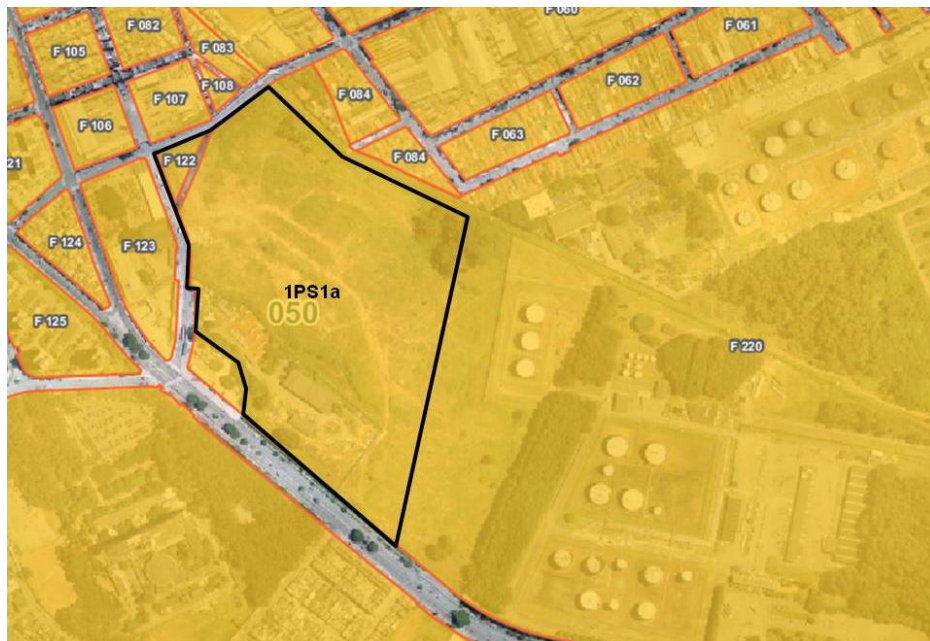 F 060
F 061
F 082
F 105
F 083
F 062
F 108
F 084
F 107
F 106
F 063
F 084
21
F 122
F 124
F 123
1PS1a
050
F 125
F 220